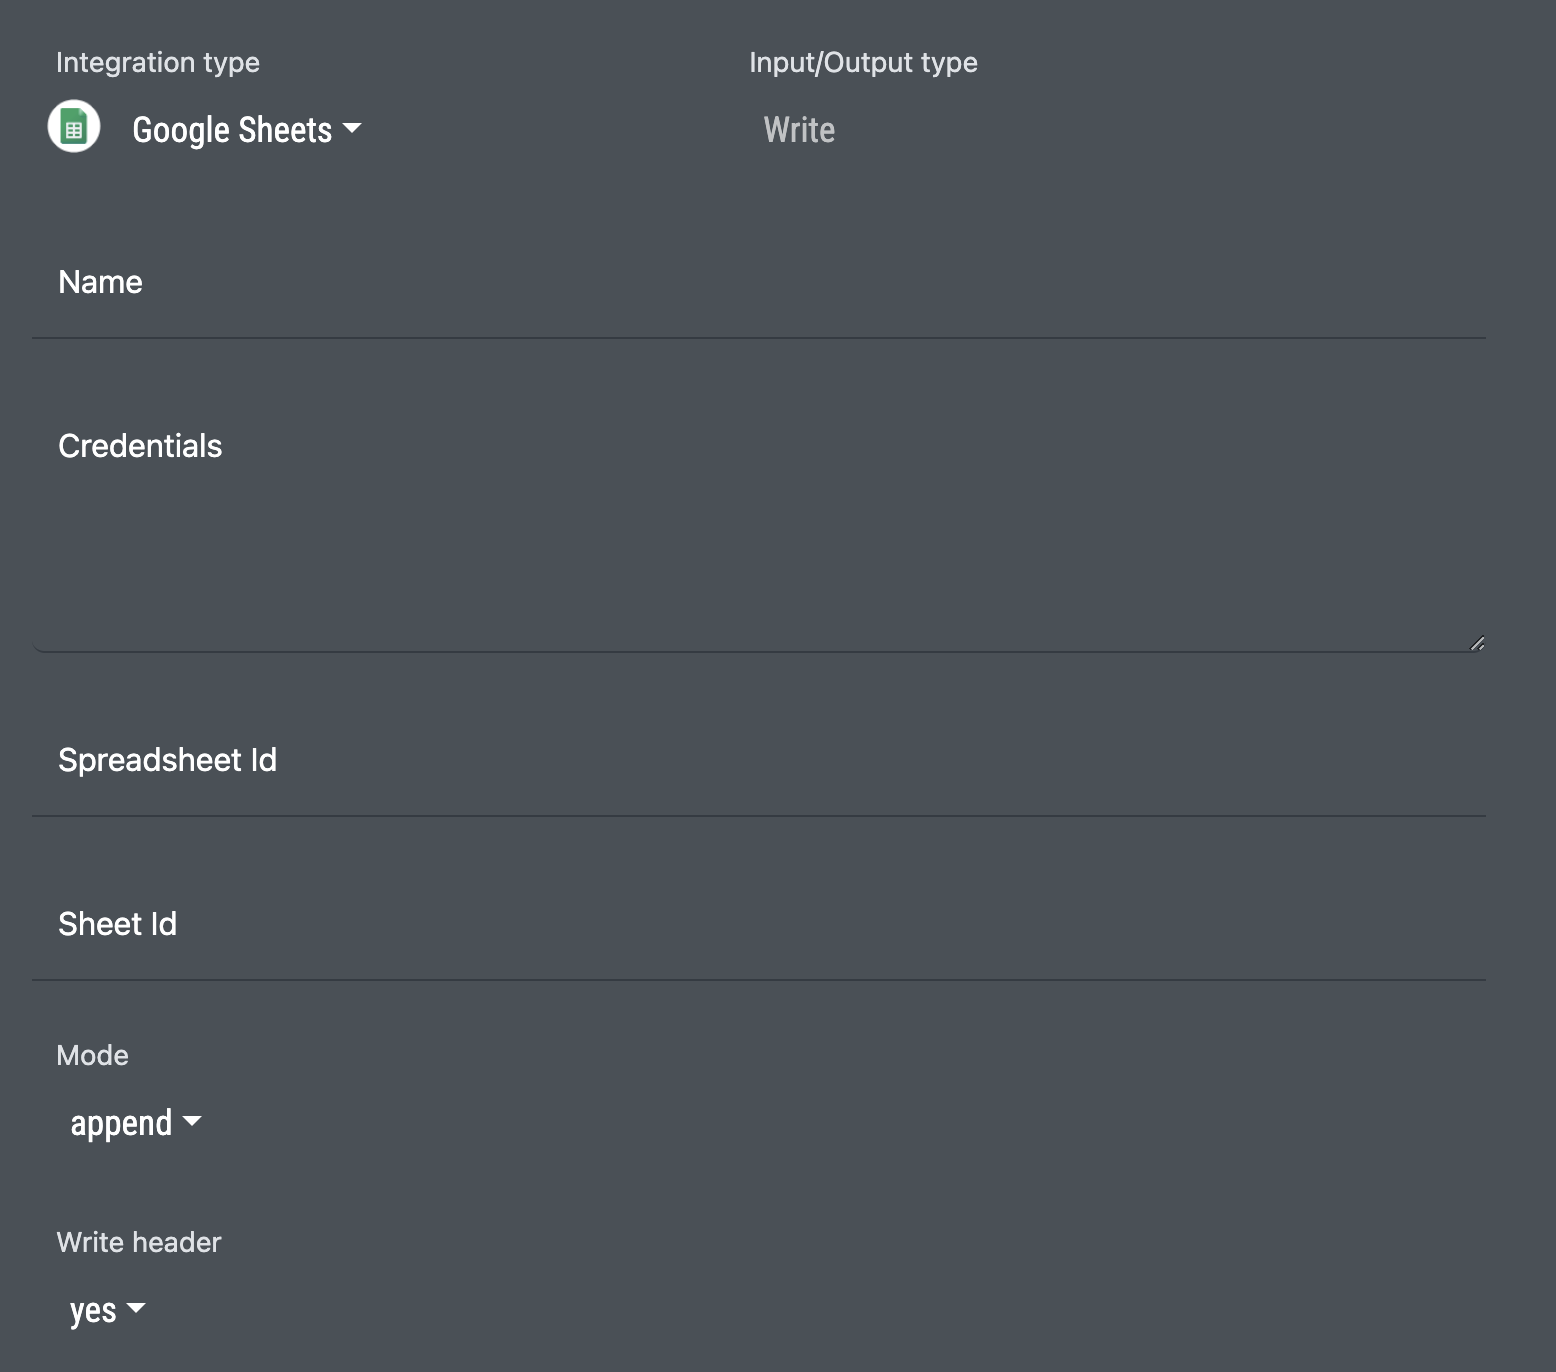 Integration type
Input/Output type
Google Sheets
Write
Name
Credentials
Spreadsheet Id
Sheet Id
Mode
append
Write header
yes